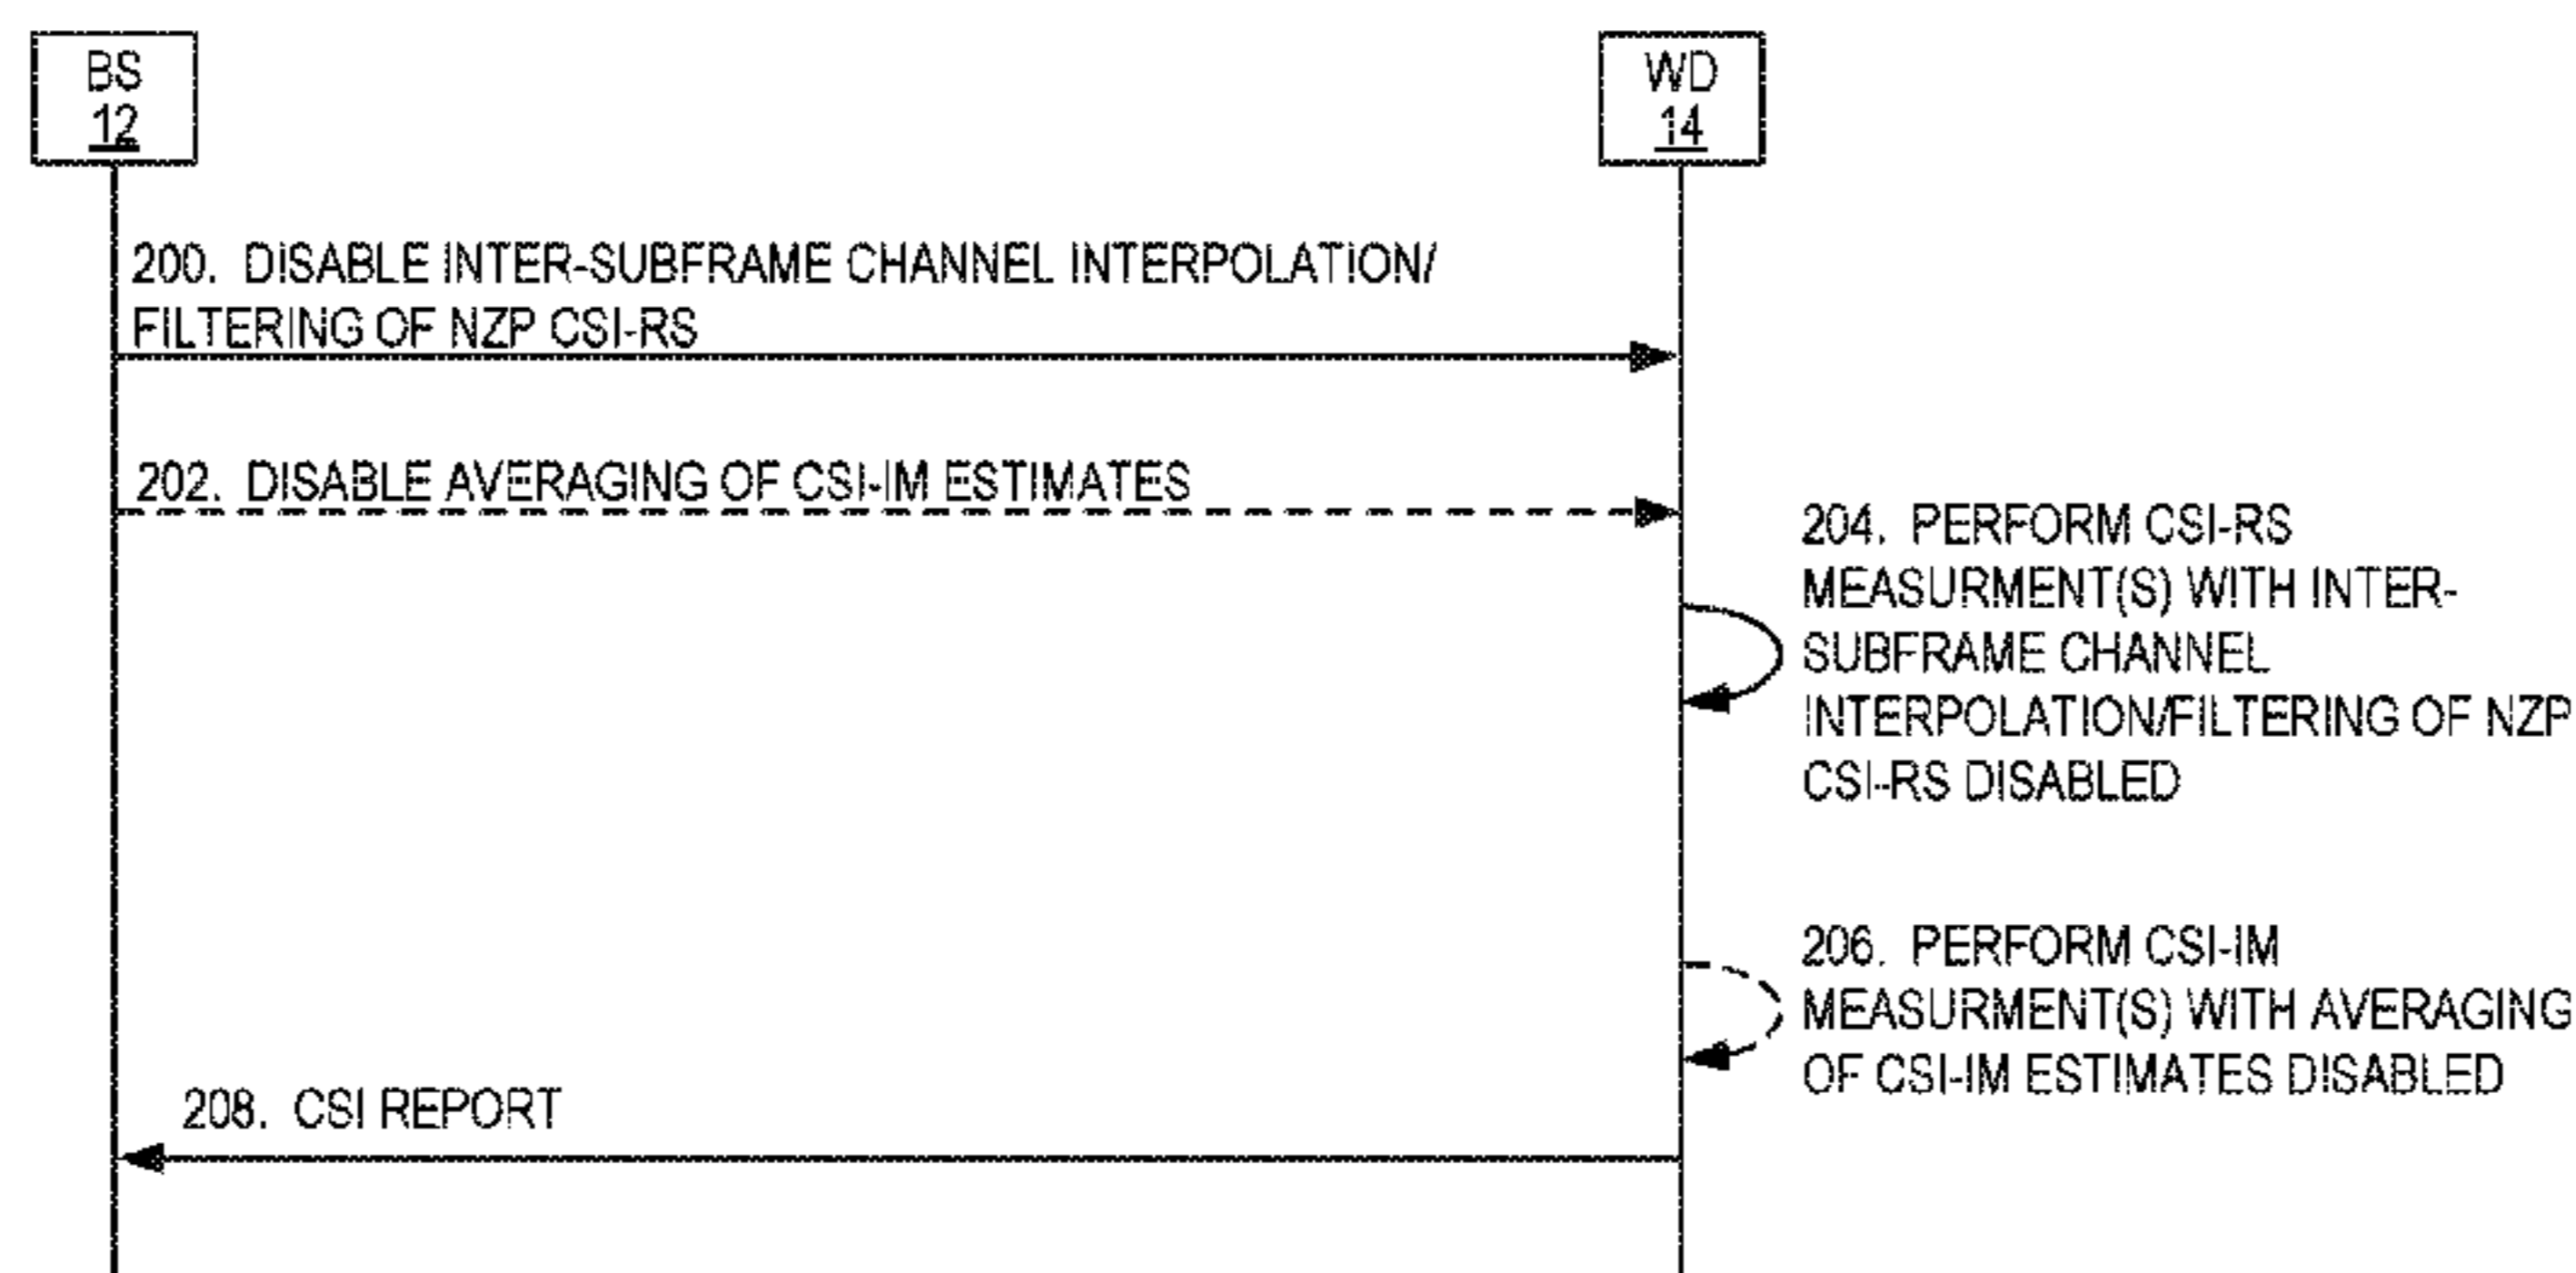 BS
12
WD
14
200. DISABLE INTER-SUBFRAME CHANNEL INTERPOLATION/
FILTERING OF NZP CSI-RS
202. DISABLE AVERAGING OF CSI-IM ESTIMATES
204. PERFORM CSI-RS
MEASURMENT(S) WITH INTER-
SUBFRAME CHANNEL
INTERPOLATION/FILTERING OF NZP
CSI-RS DISABLED
206. PERFORM CSI-IM
MEASURMENT(S) WITH AVERAGING
OF CSI-IM ESTIMATES DISABLED
208. CSI REPORT